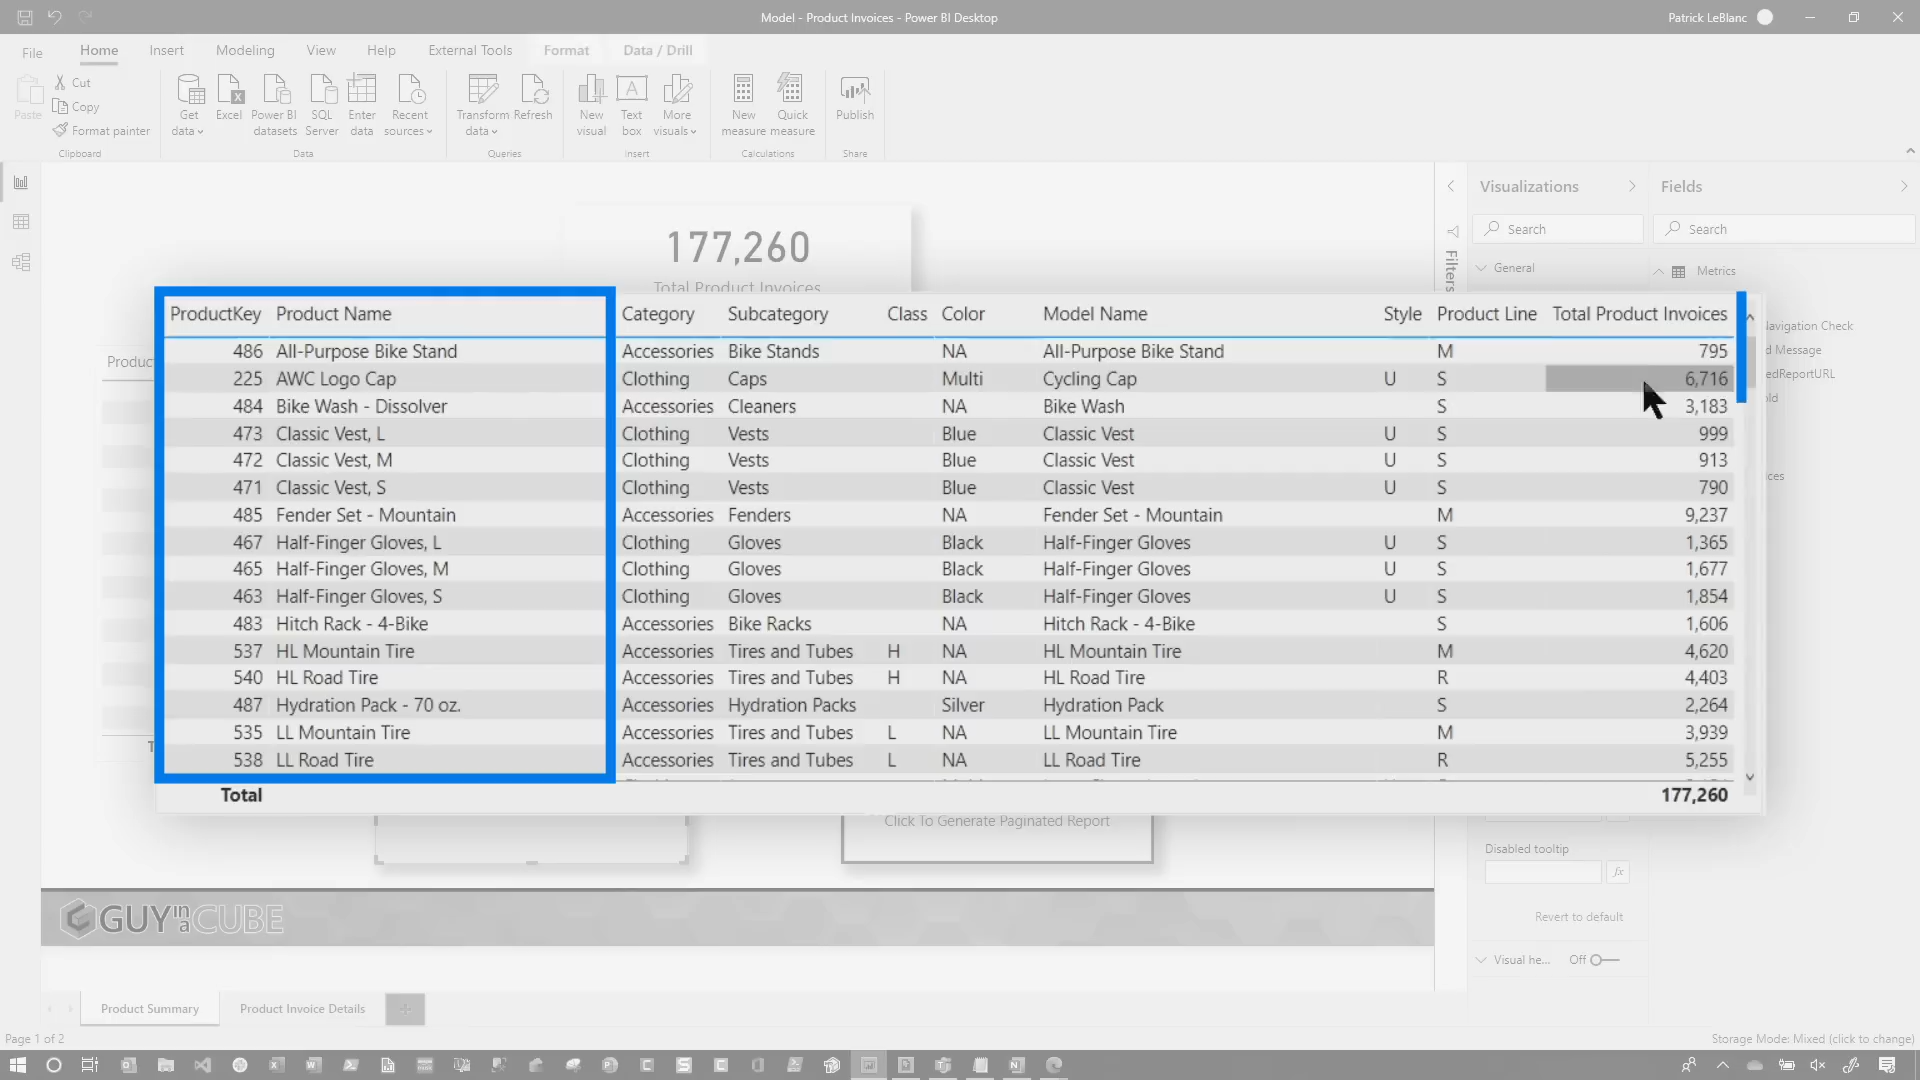 Model - Product Invoices - Power BI Desktop
Patrick LeBlanc
File Home Insert Modeling View Help External Tools Format Data / Drill
Paste
Cut
Copy
Format painter
Clipboard
Get data
Excel
Power BI datasets
SQL Server
Enter data
Recent sources
Data
Transform data
Refresh
Queries
New visual
Text box
More visuals
Insert
New measure
Quick measure
Calculations
Publish
Share
177,260
Total Product Invoices
Filters
Visualizations
Search
General
Fields
Search
Metrics
Navigation Check
d Message
edReportURL
ld
ices
Product
ProductKey Product Name Category Subcategory Class Color Model Name Style Product Line Total Product Invoices
486 All-Purpose Bike Stand Accessories Bike Stands NA All-Purpose Bike Stand M 795
225 AWC Logo Cap Clothing Caps Multi Cycling Cap U S 6,716
484 Bike Wash - Dissolver Accessories Cleaners NA Bike Wash S 3,183
473 Classic Vest, L Clothing Vests Blue Classic Vest U S 999
472 Classic Vest, M Clothing Vests Blue Classic Vest U S 913
471 Classic Vest, S Clothing Vests Blue Classic Vest U S 790
485 Fender Set - Mountain Accessories Fenders NA Fender Set - Mountain M 9,237
467 Half-Finger Gloves, L Clothing Gloves Black Half-Finger Gloves U S 1,365
465 Half-Finger Gloves, M Clothing Gloves Black Half-Finger Gloves U S 1,677
463 Half-Finger Gloves, S Clothing Gloves Black Half-Finger Gloves U S 1,854
483 Hitch Rack - 4-Bike Accessories Bike Racks NA Hitch Rack - 4-Bike S 1,606
537 HL Mountain Tire Accessories Tires and Tubes H NA HL Mountain Tire M 4,620
540 HL Road Tire Accessories Tires and Tubes H NA HL Road Tire R 4,403
487 Hydration Pack - 70 oz. Accessories Hydration Packs Silver Hydration Pack S 2,264
535 LL Mountain Tire Accessories Tires and Tubes L NA LL Mountain Tire M 3,939
538 LL Road Tire Accessories Tires and Tubes L NA LL Road Tire R 5,255
Total 177,260
Click To Generate Paginated Report
Disabled tooltip
fx
Revert to default
Visual he... Off
GUY in a CUBE
Product Summary Product Invoice Details
Page 1 of 2
Storage Mode: Mixed (click to change)